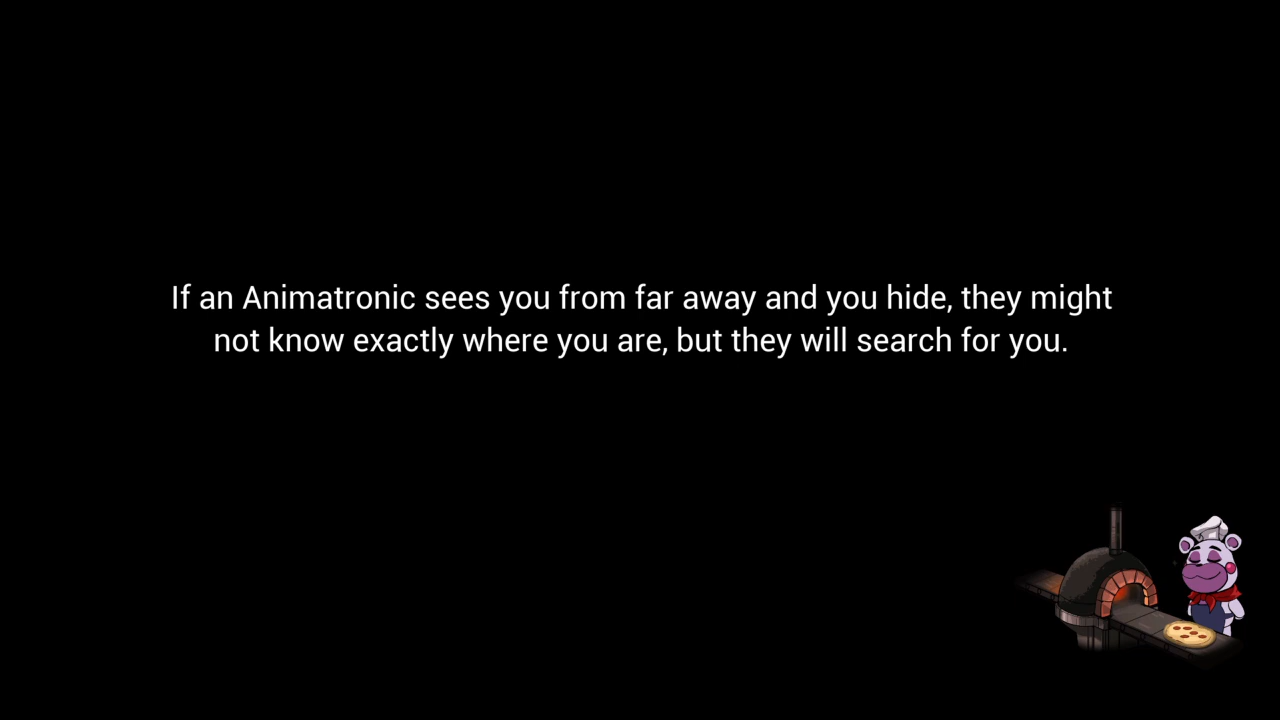 If an Animatronic sees you from far away and you hide, they might
not know exactly where you are, but they will search for you.